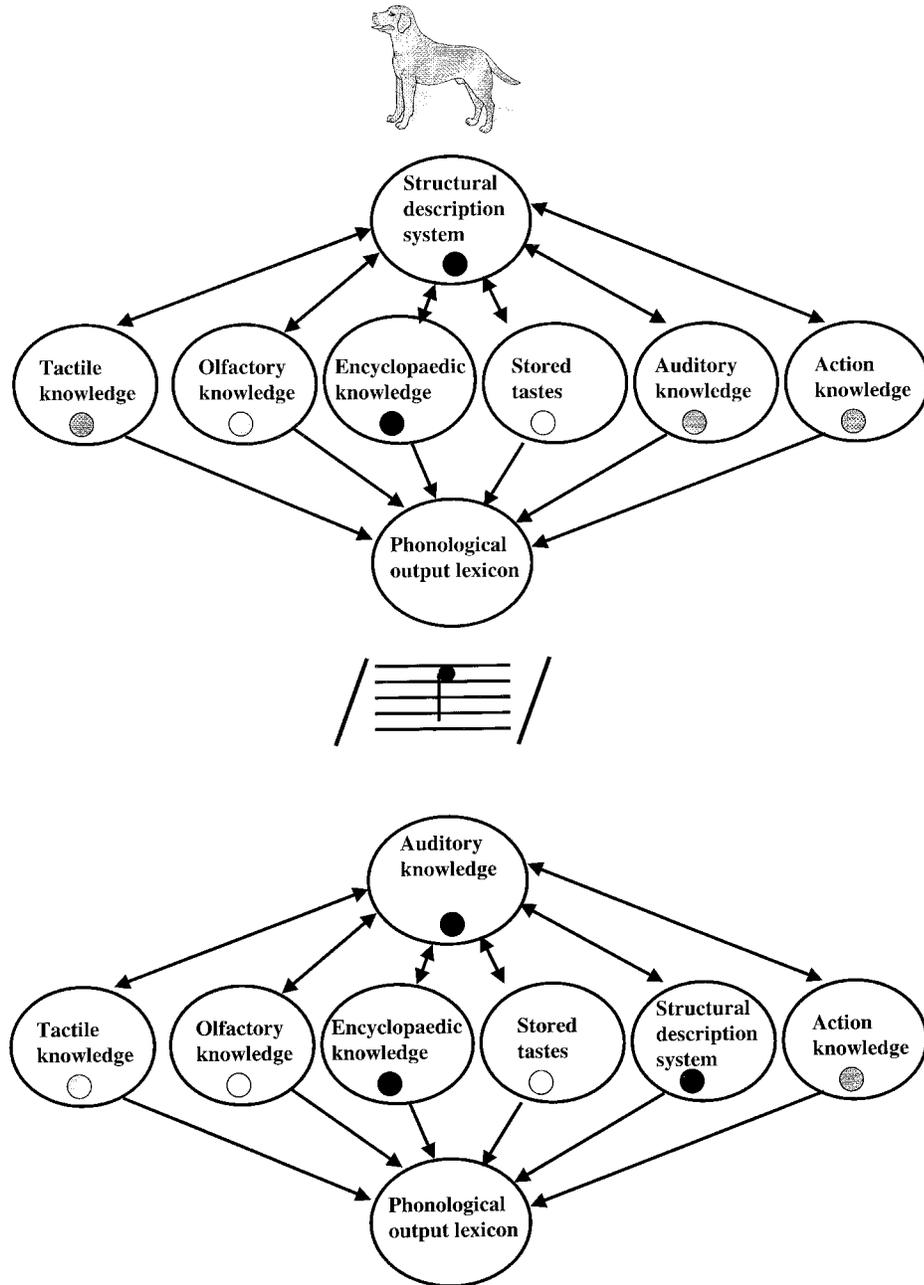 Structural
description
system
Tactile
knowledge
Olfactory
knowledge
Encyclopaedic
knowledge
Stored
tastes
Auditory
knowledge
Action
knowledge
Phonological
output lexicon
Auditory
knowledge
Tactile
knowledge
Olfactory
knowledge
Encyclopaedic
knowledge
Stored
tastes
Structural
description
system
Action
knowledge
Phonological
output lexicon